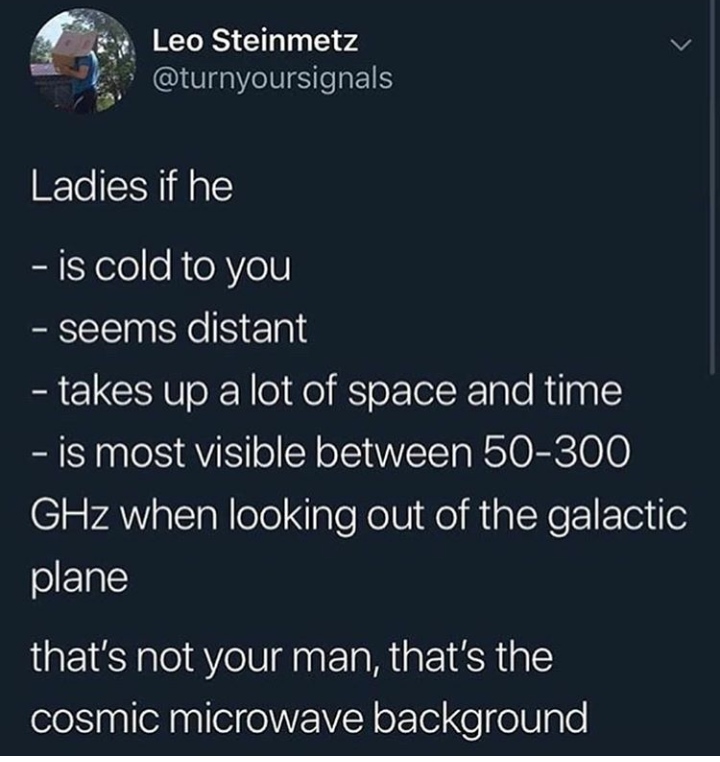 Leo Steinmetz
@turnyoursignals
Ladies if he
- is cold to you
- seems distant
- takes up a lot of space and time
- is most visible between 50-300
GHz when looking out of the galactic
plane
that's not your man, that's the
cosmic microwave background